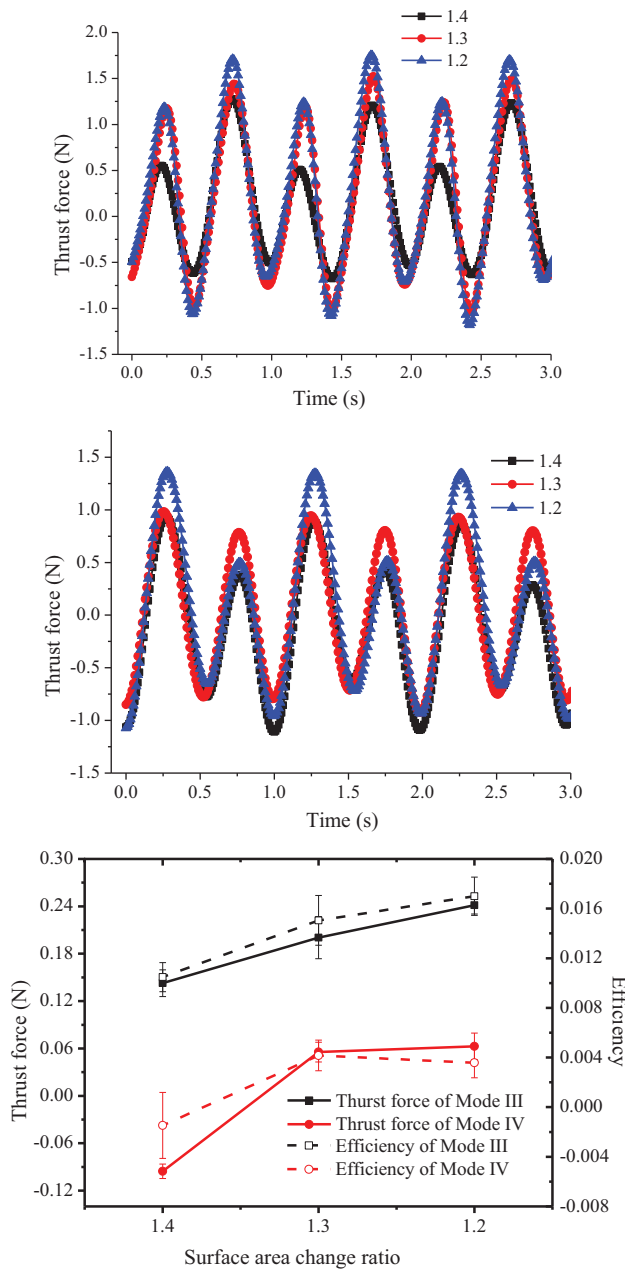 1.4
1.3
1.2
2.0
1.5
1.0
0.5
0.0
-0.5
-1.0
-1.5
Thrust force (N)
0.0 0.5 1.0 1.5 2.0 2.5 3.0
Time (s)
1.4
1.3
1.2
1.5
1.0
0.5
0.0
-0.5
-1.0
-1.5
Thrust force (N)
0.0 0.5 1.0 1.5 2.0 2.5 3.0
Time (s)
0.30
0.24
0.18
0.12
0.06
0.00
-0.06
-0.12
Thrust force (N)
0.020
0.016
0.012
0.008
0.004
0.000
-0.004
-0.008
Efficiency
Thurst force of Mode III
Thrust force of Mode IV
Efficiency of Mode III
Efficiency of Mode IV
1.4 1.3 1.2
Surface area change ratio